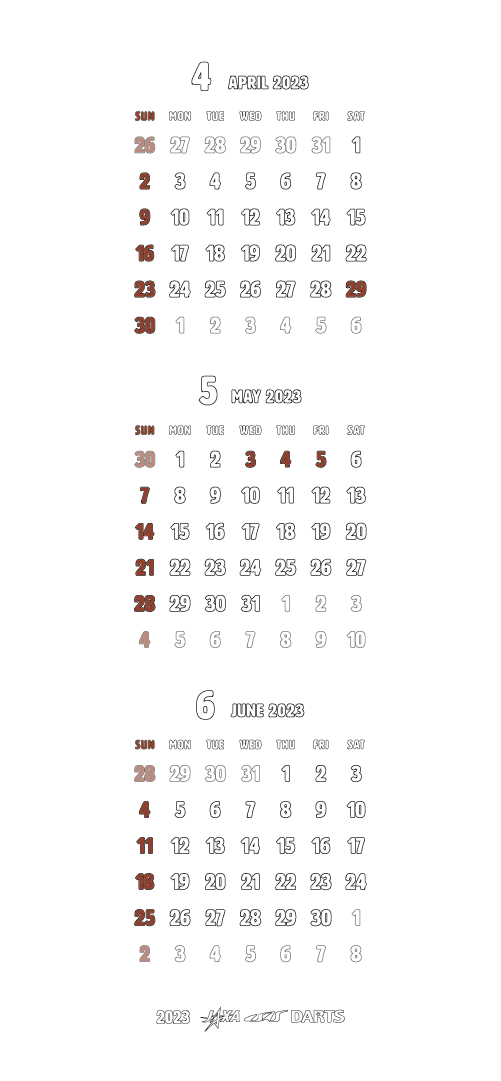 4 APRIL 2023
SUN MON TUE WED THU FRI SAT
26 27 28 29 30 31 1
2 3 4 5 6 7 8
9 10 11 12 13 14 15
16 17 18 19 20 21 22
23 24 25 26 27 28 29
30 1 2 3 4 5 6
5 MAY 2023
SUN MON TUE WED THU FRI SAT
30 1 2 3 4 5 6
7 8 9 10 11 12 13
14 15 16 17 18 19 20
21 22 23 24 25 26 27
28 29 30 31 1 2 3
4 5 6 7 8 9 10
6 JUNE 2023
SUN MON TUE WED THU FRI SAT
28 29 30 31 1 2 3
4 5 6 7 8 9 10
11 12 13 14 15 16 17
18 19 20 21 22 23 24
25 26 27 28 29 30 1
2 3 4 5 6 7 8
2023 JAXA DARTS